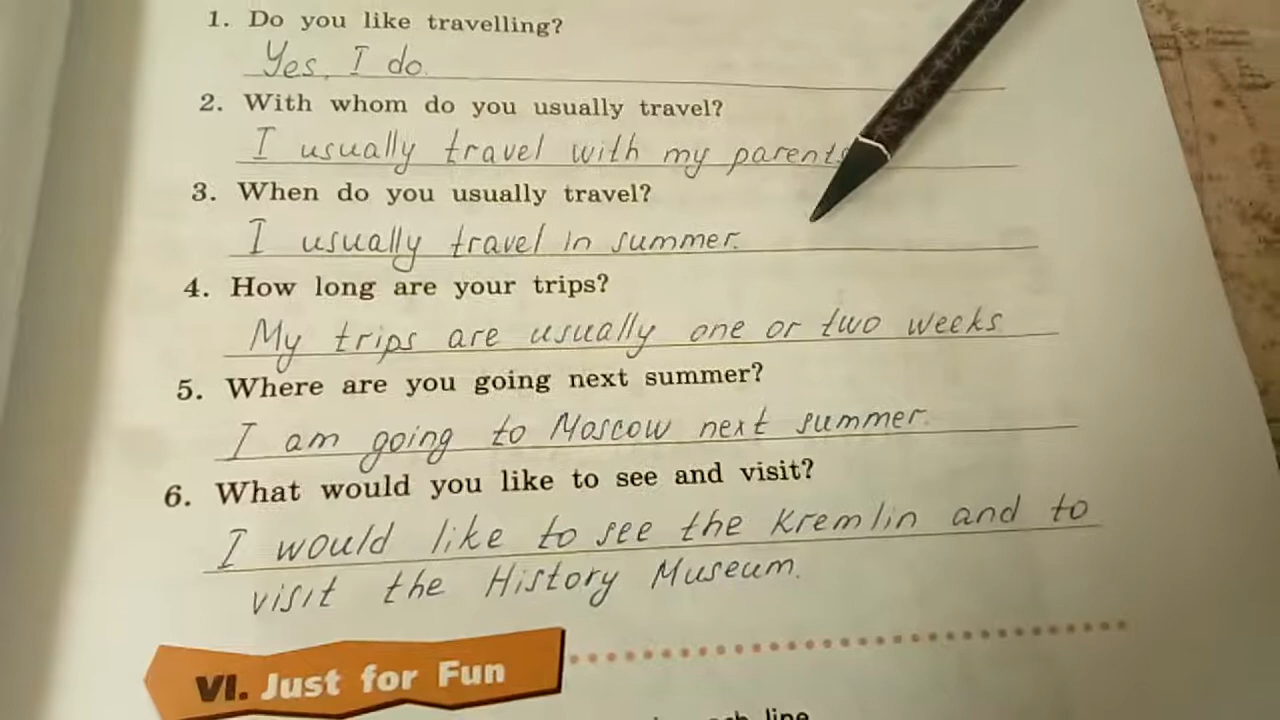 1. Do you like travelling?
Yes, I do.
2. With whom do you usually travel?
I usually travel with my parents
3. When do you usually travel?
I usually travel in summer.
4. How long are your trips?
My trips are usually one or two weeks
5. Where are you going next summer?
I am going to Moscow next summer.
6. What would you like to see and visit?
I would like to see the Kremlin and to
visit the History Museum.
VI. Just for Fun
line